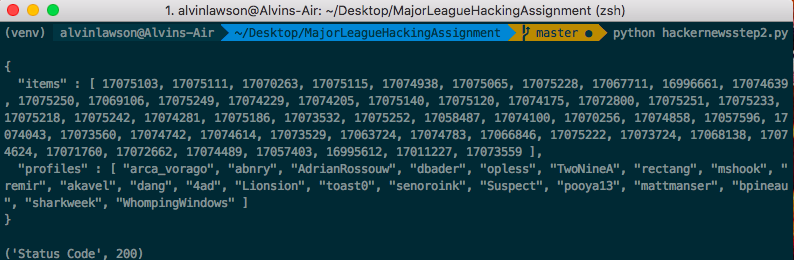 1. alvinlawson@Alvins-Air: ~/Desktop/MajorLeagueHackingAssignment (zsh)
(venv) alvinlawson@Alvins-Air ~/Desktop/MajorLeagueHackingAssignment master ● python hackernewsstep2.py
{
"items" : [ 17075103, 17075111, 17070263, 17075115, 17074938, 17075065, 17075228, 17067711, 16996661, 17074639
, 17075250, 17069106, 17075249, 17074229, 17074205, 17075140, 17075120, 17074175, 17072800, 17075251, 17075233,
17075218, 17075242, 17074281, 17075186, 17073532, 17075252, 17058487, 17074100, 17070256, 17074858, 17057596, 17
074043, 17073560, 17074742, 17074614, 17073529, 17063724, 17074783, 17066846, 17075222, 17073724, 17068138, 1707
4624, 17071760, 17072662, 17074489, 17057403, 16995612, 17011227, 17073559 ],
"profiles" : [ "arca_vorago", "abnry", "AdrianRossouw", "dbader", "opless", "TwoNineA", "rectang", "mshook", "
remir", "akavel", "dang", "4ad", "Lionsion", "toast0", "senoroink", "Suspect", "pooya13", "mattmanser", "bpineau
", "sharkweek", "WhompingWindows" ]
}
('Status Code', 200)